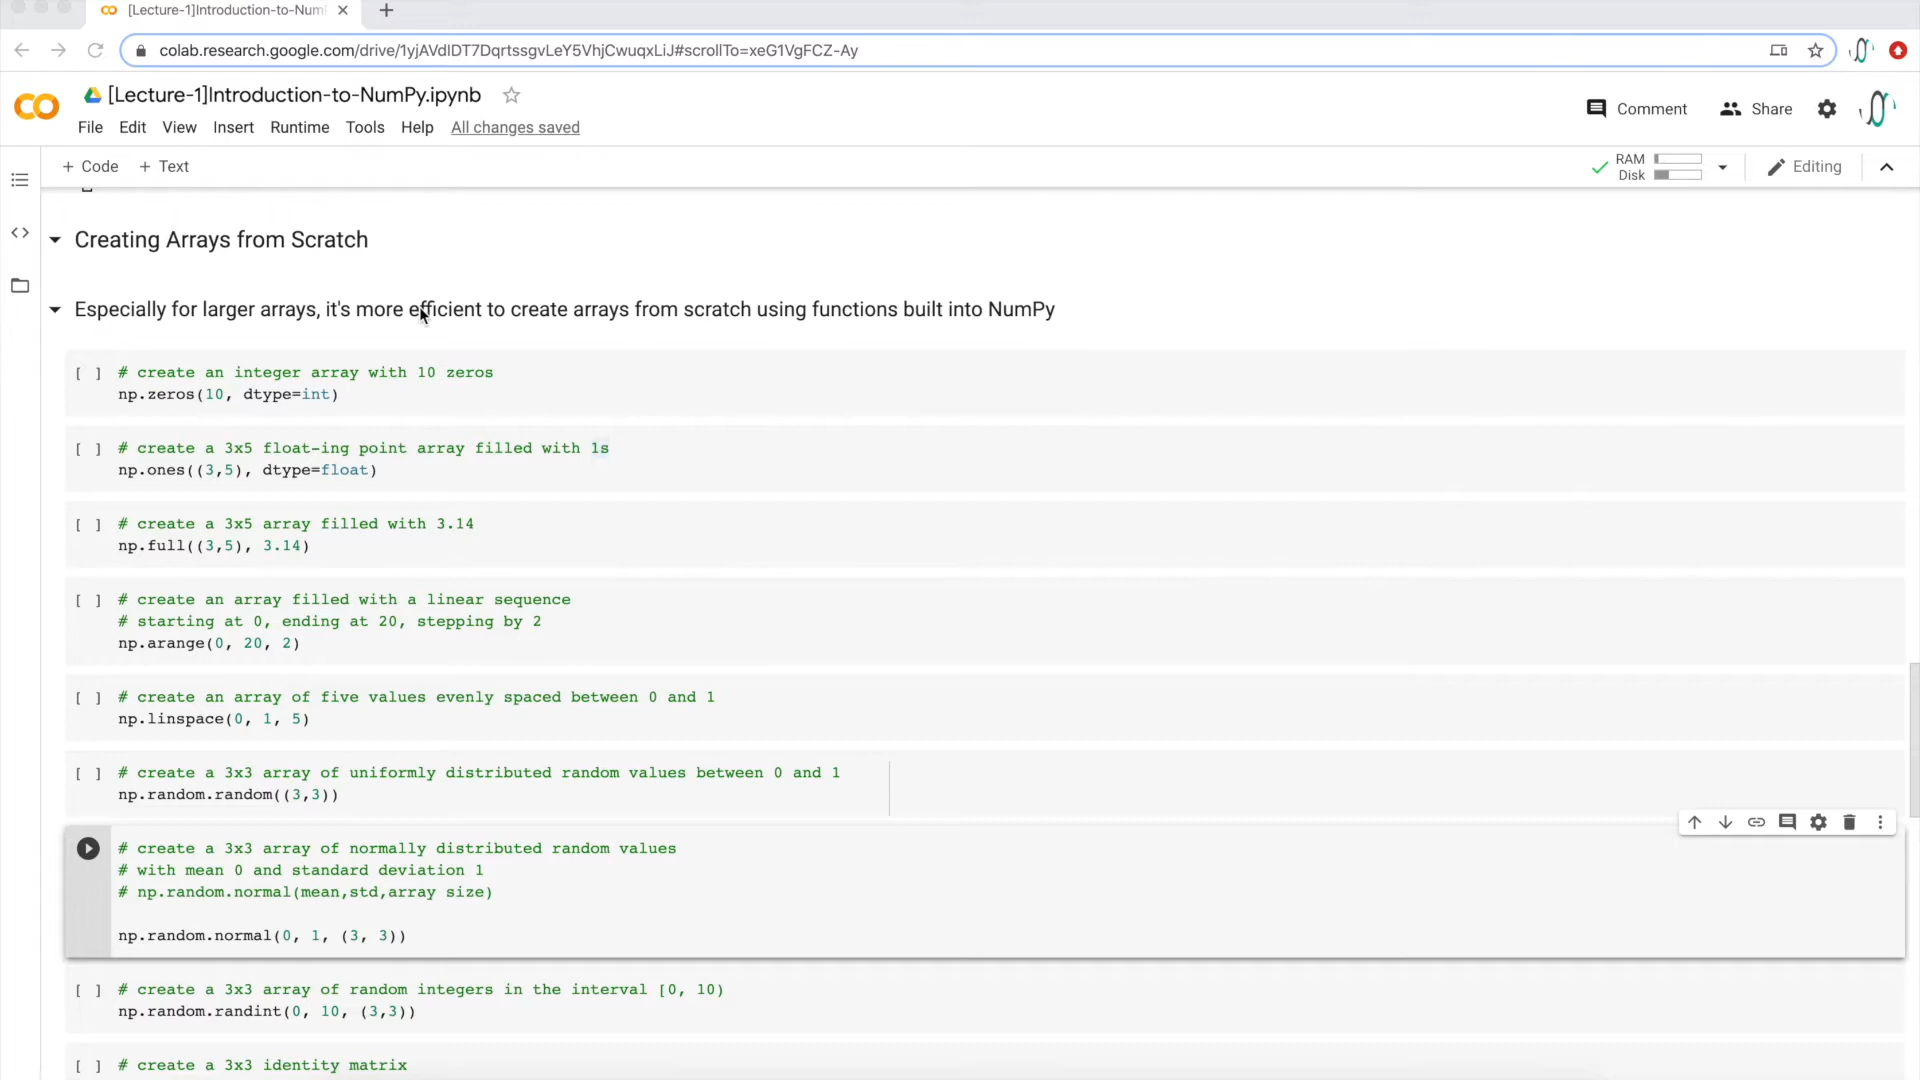 [Lecture-1]Introduction-to-Num
colab.research.google.com/drive/1yjAVdlDT7DqrtssgvLeY5VhjCwuqxLiJ#scrollTo=xeG1VgFCZ-Ay
[Lecture-1]Introduction-to-NumPy.ipynb
Comment Share
File Edit View Insert Runtime Tools Help All changes saved
+ Code + Text RAM Disk Editing
Creating Arrays from Scratch
Especially for larger arrays, it's more efficient to create arrays from scratch using functions built into NumPy
[ ] # create an integer array with 10 zeros
np.zeros(10, dtype=int)
[ ] # create a 3x5 float-ing point array filled with 1s
np.ones((3,5), dtype=float)
[ ] # create a 3x5 array filled with 3.14
np.full((3,5), 3.14)
[ ] # create an array filled with a linear sequence
# starting at 0, ending at 20, stepping by 2
np.arange(0, 20, 2)
[ ] # create an array of five values evenly spaced between 0 and 1
np.linspace(0, 1, 5)
[ ] # create a 3x3 array of uniformly distributed random values between 0 and 1
np.random.random((3,3))
# create a 3x3 array of normally distributed random values
# with mean 0 and standard deviation 1
# np.random.normal(mean,std,array size)
np.random.normal(0, 1, (3, 3))
[ ] # create a 3x3 array of random integers in the interval [0, 10)
np.random.randint(0, 10, (3,3))
[ ] # create a 3x3 identity matrix